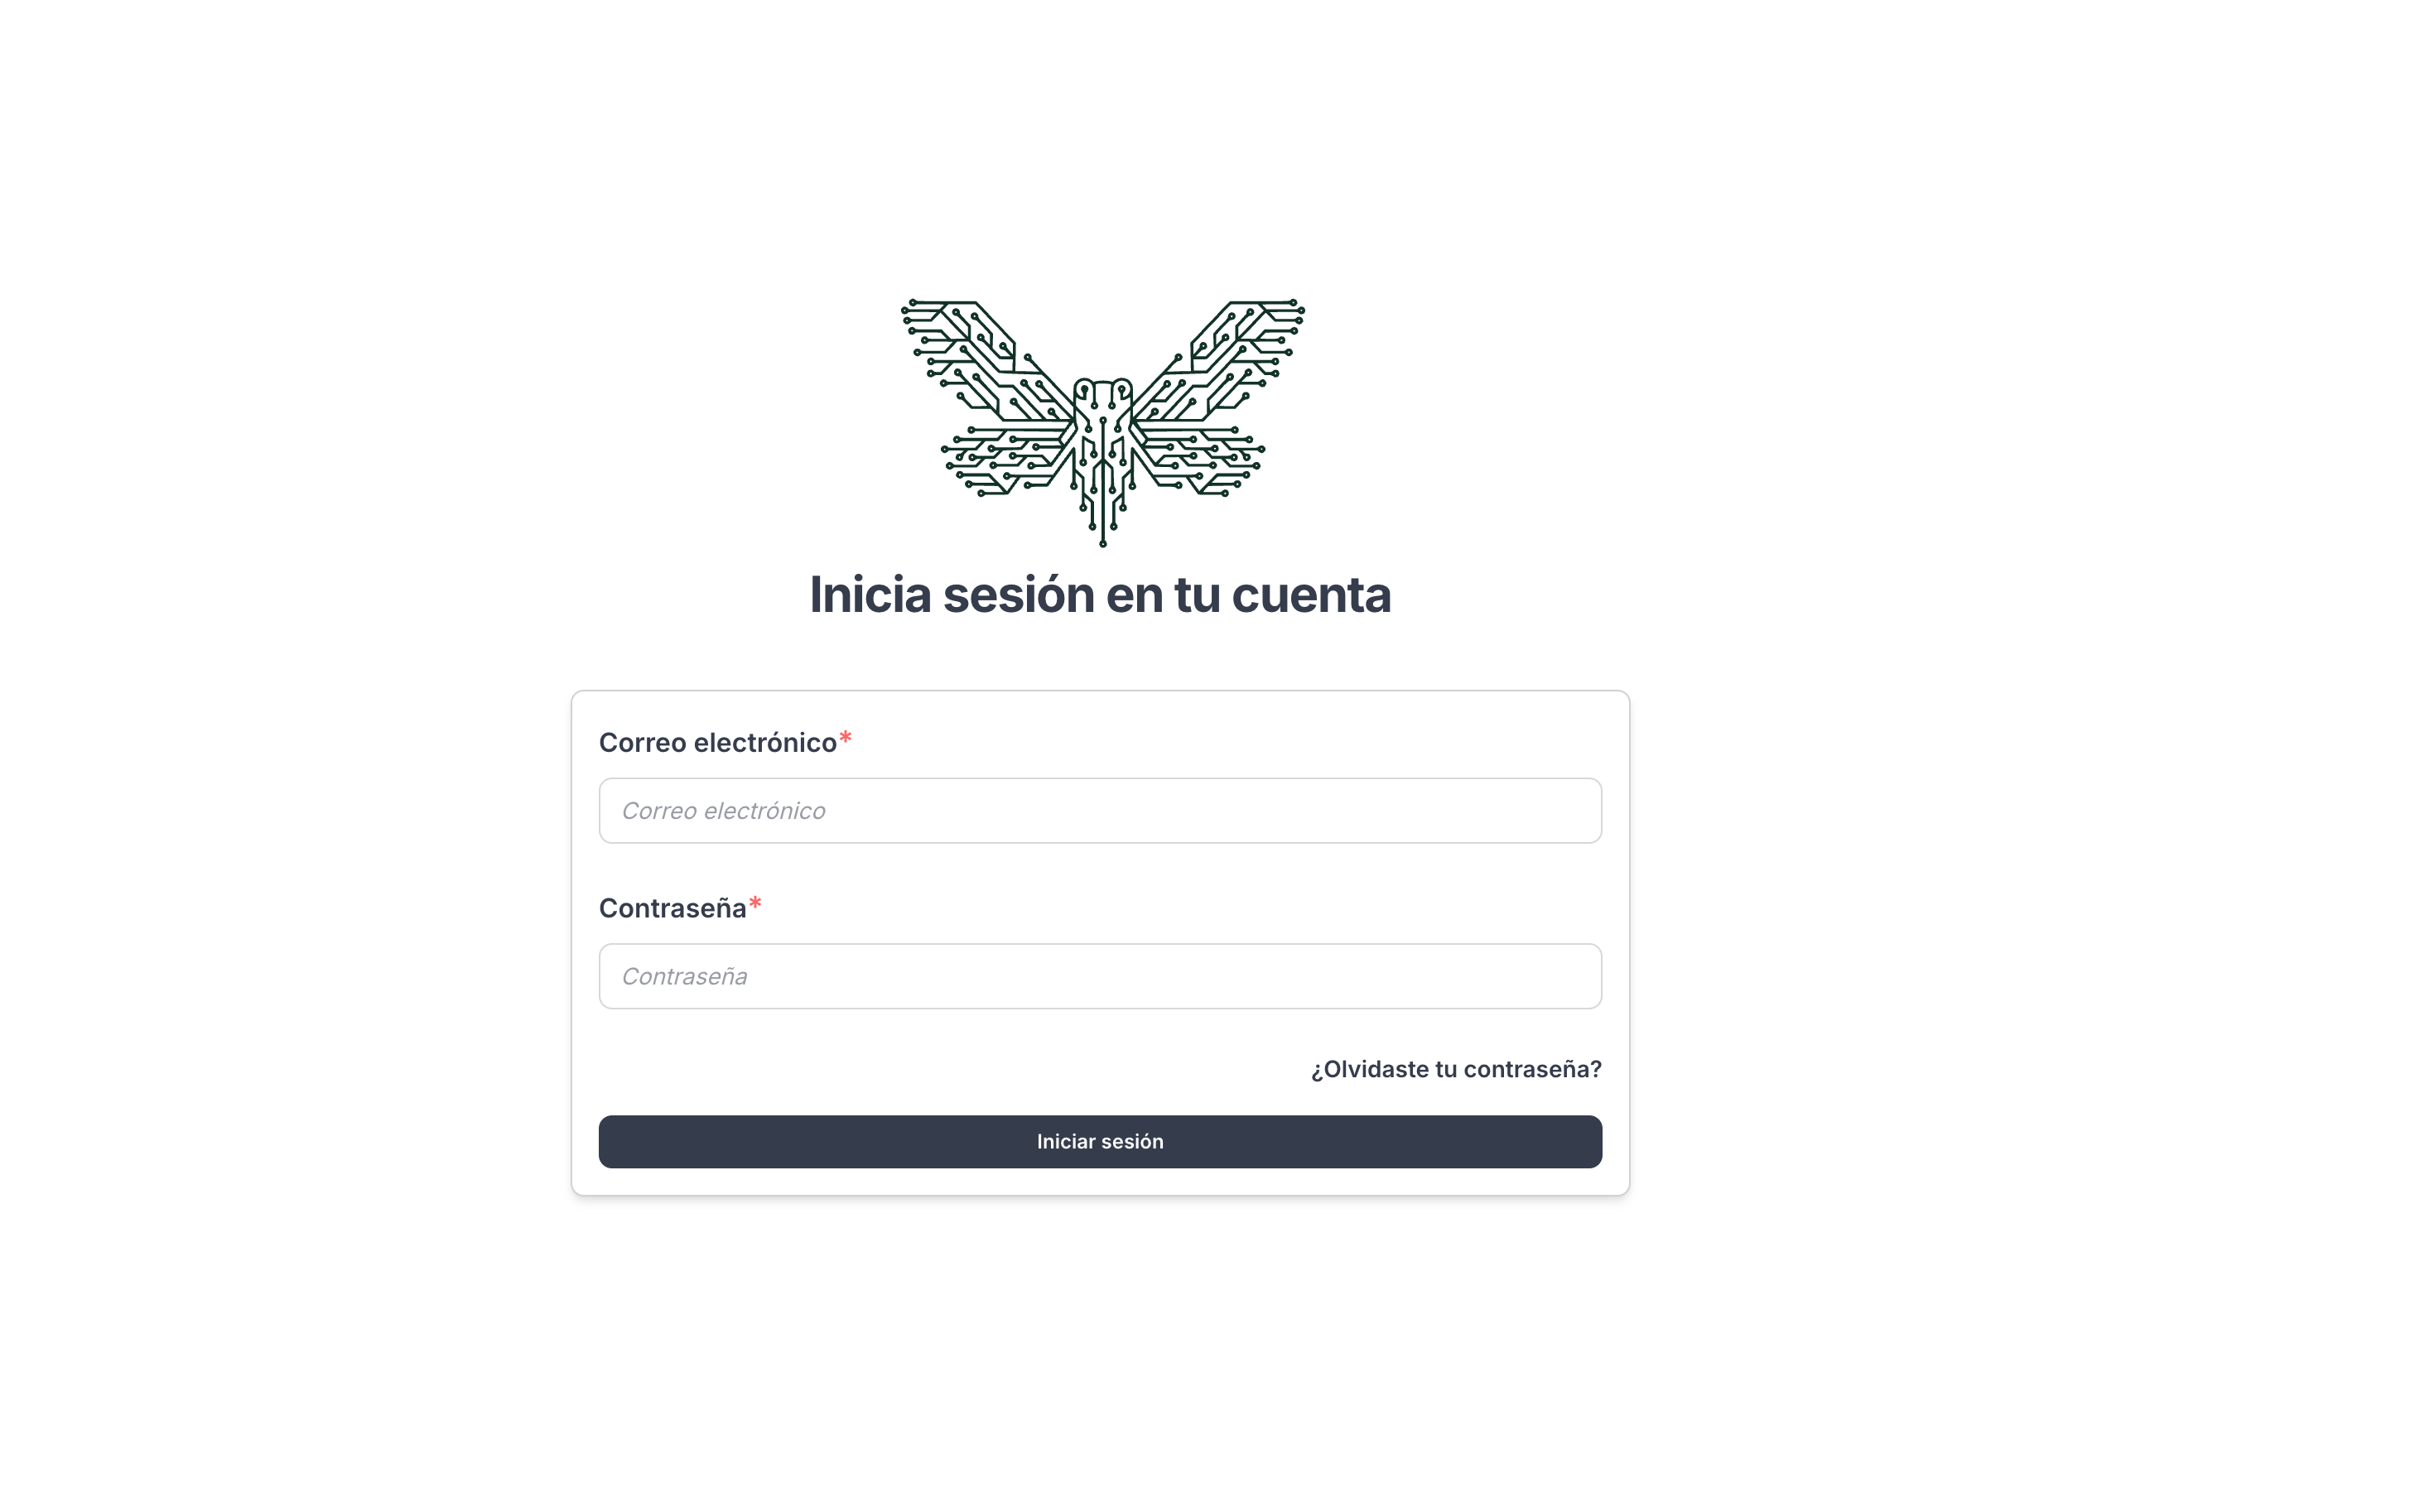 Inicia sesión en tu cuenta
Correo electrónico*
Correo electrónico
Contraseña*
Contraseña
¿Olvidaste tu contraseña?
Iniciar sesión